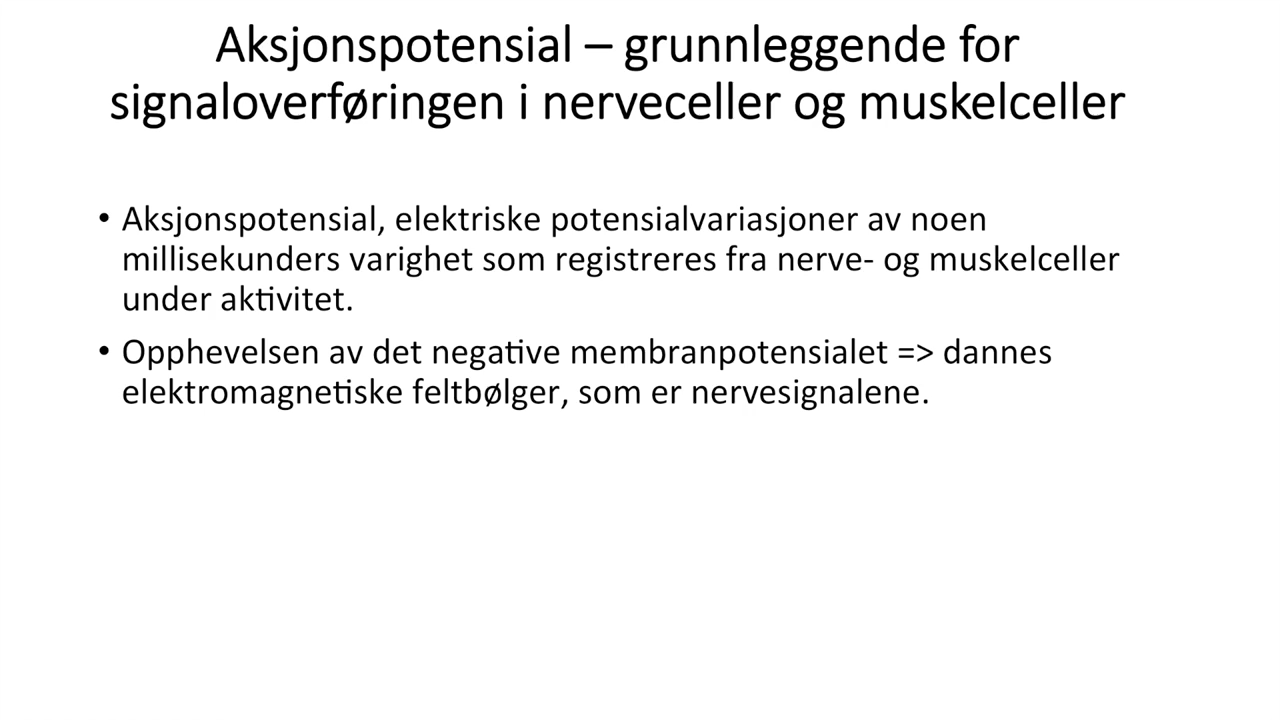 Aksjonspotensial – grunnleggende for
signaloverføringen i nerveceller og muskelceller
• Aksjonspotensial, elektriske potensialvariasjoner av noen
millisekunders varighet som registreres fra nerve- og muskelceller
under aktivitet.
• Opphevelsen av det negative membranpotensialet => dannes
elektromagnetiske feltbølger, som er nervesignalene.